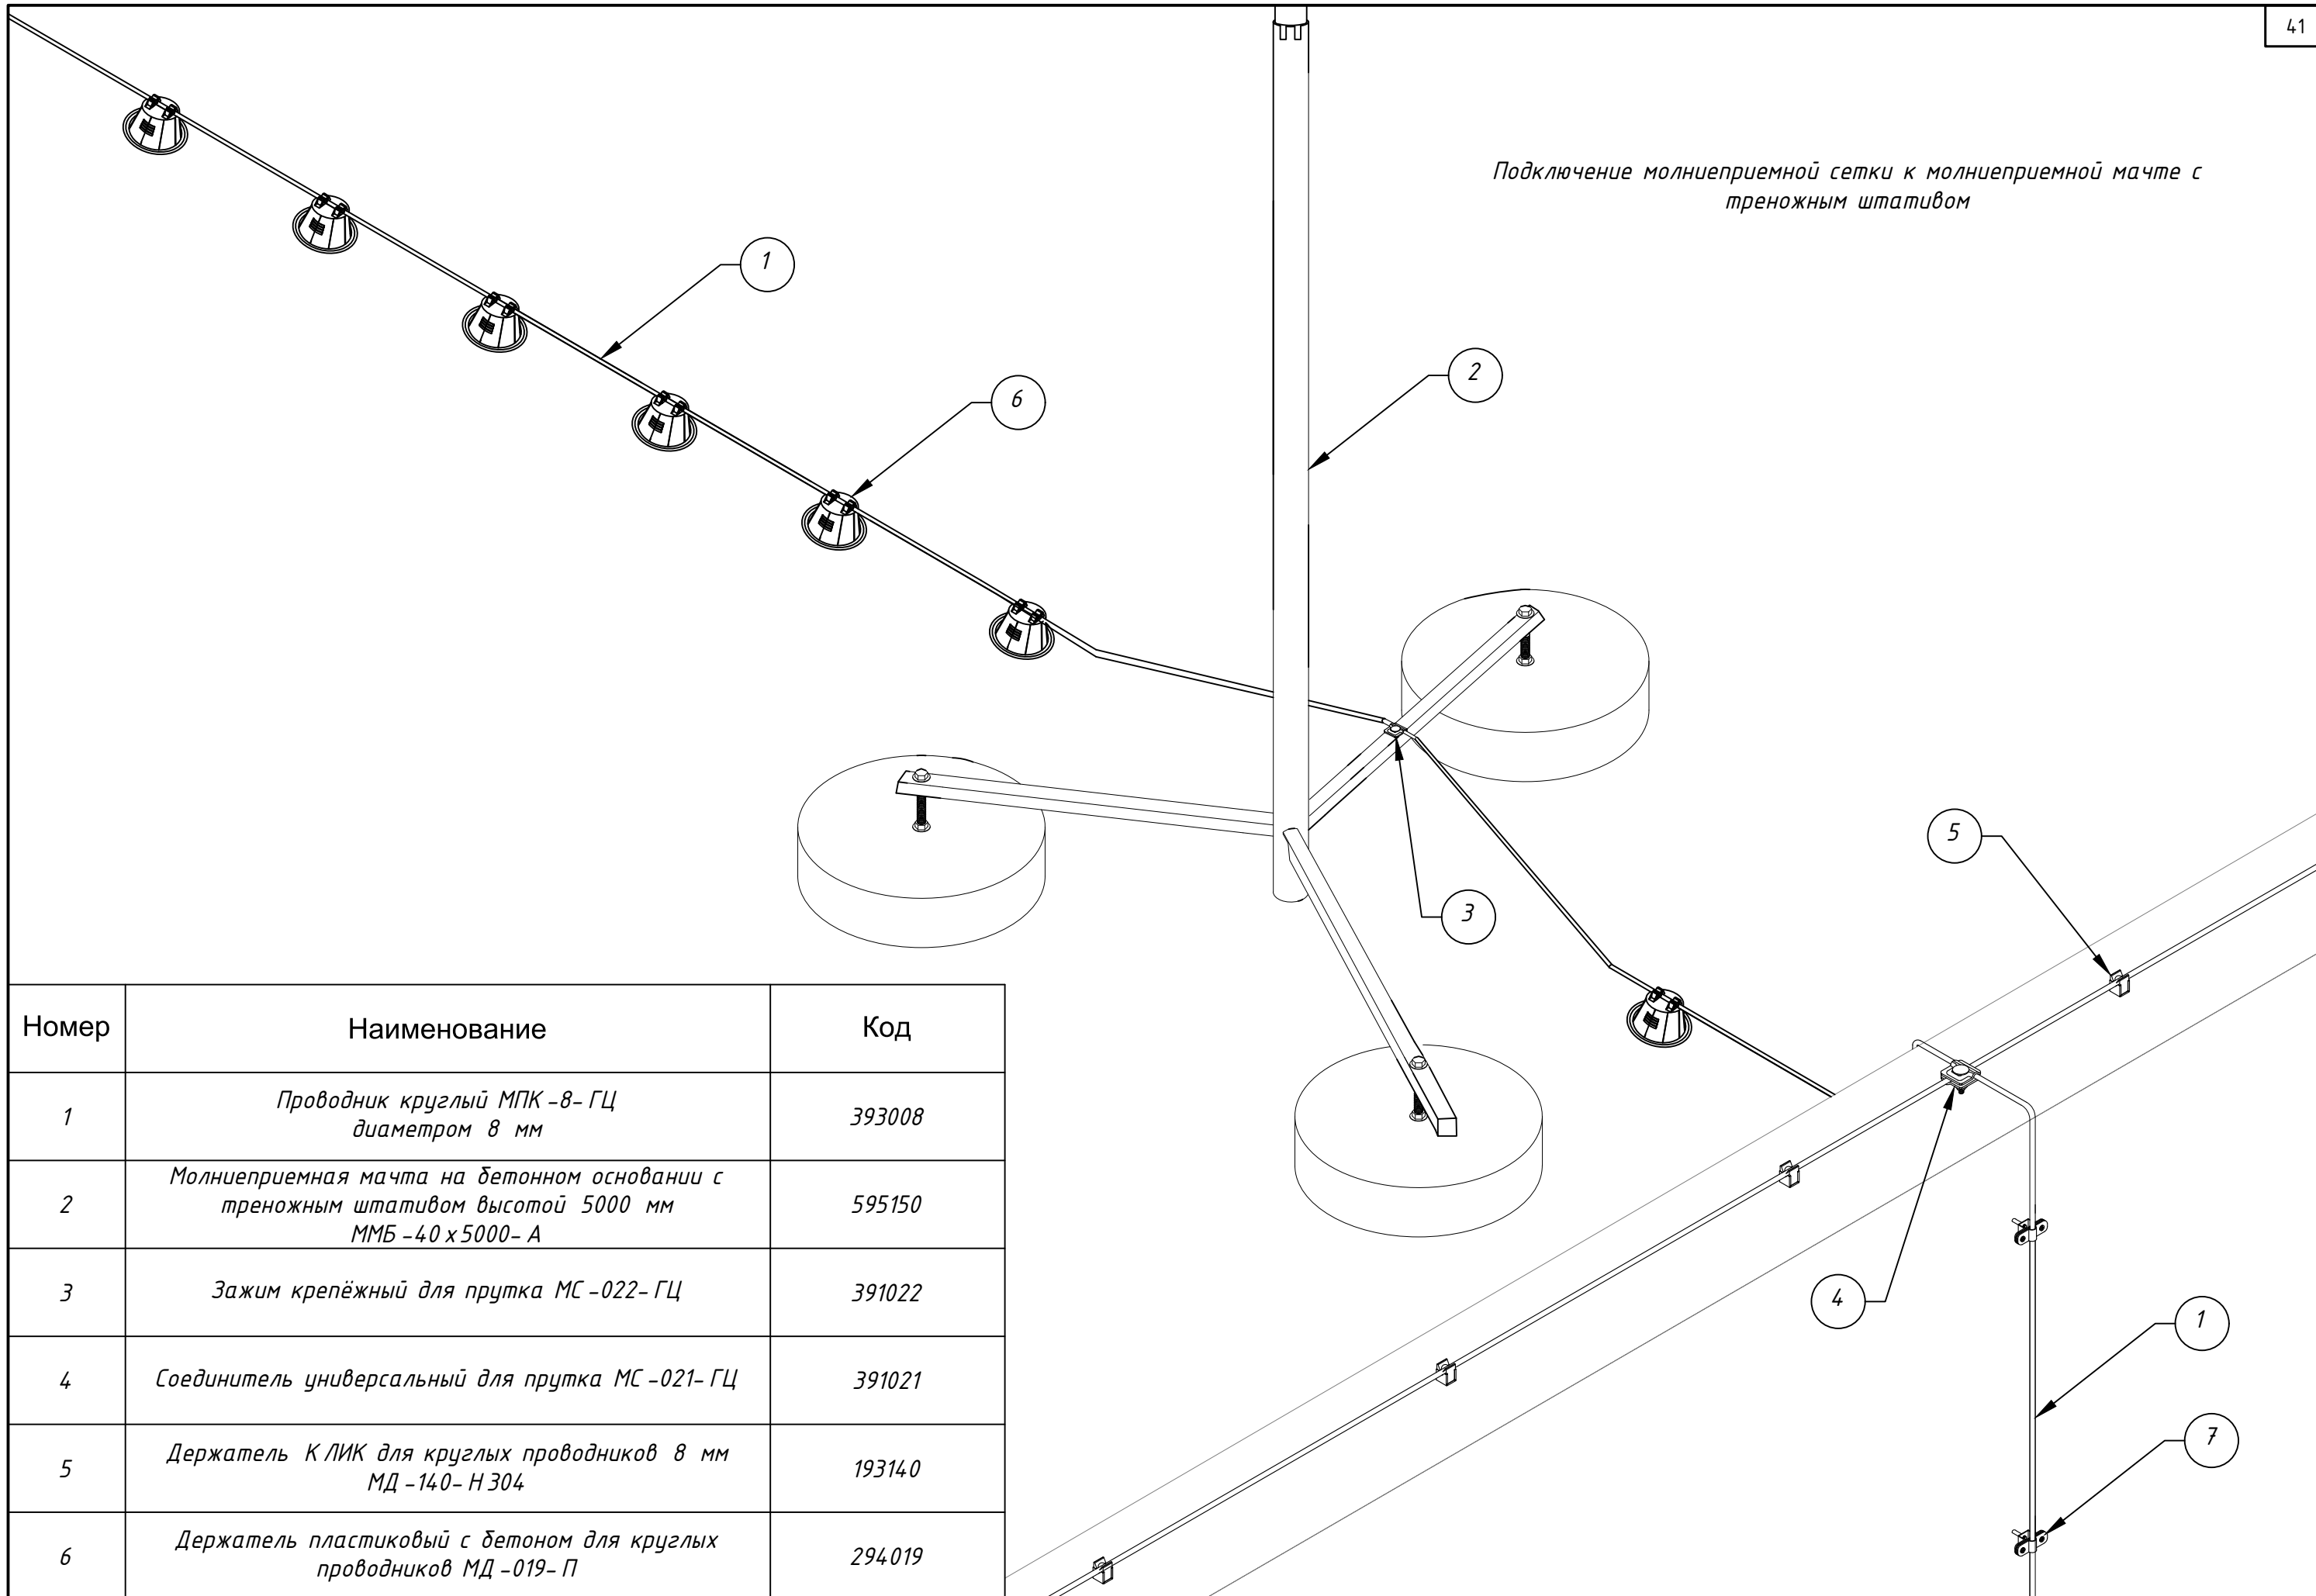 41
Подключение молниеприемной сетки к молниеприемной мачте с
треножным штативом
1
6
2
3
5
4
1
7
Номер Наименование Код
1 Проводник круглый МПК-8-ГЦ 393008
диаметром 8 мм
2 Молниеприемная мачта на бетонном основании с 595150
треножным штативом высотой 5000 мм
ММБ-40х5000-А
3 Зажим крепёжный для прутка МС-022-ГЦ 391022
4 Соединитель универсальный для прутка МС-021-ГЦ 391021
5 Держатель КЛИК для круглых проводников 8 мм 193140
МД-140-Н304
6 Держатель пластиковый с бетоном для круглых 294019
проводников МД-019-П